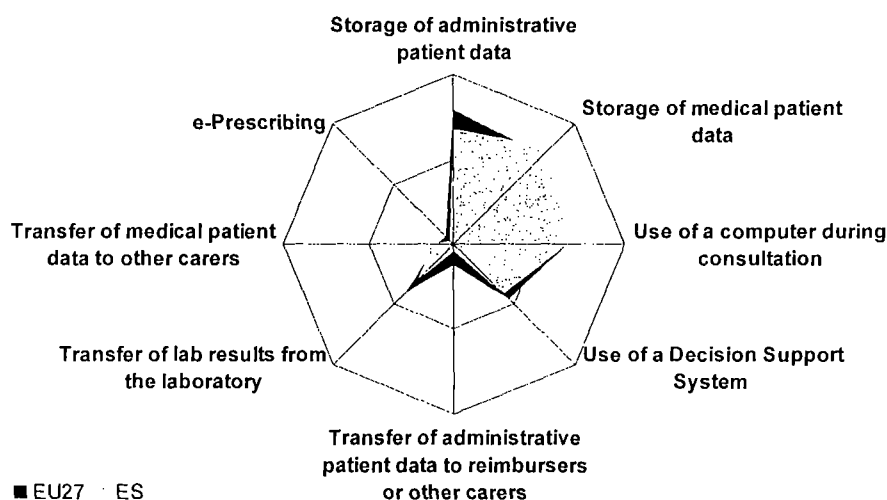 Storage of administrative
patient data
e-Prescribing
Storage of medical patient
data
Transfer of medical patient
data to other carers
Use of a computer during
consultation
Transfer of lab results from
the laboratory
Use of a Decision Support
System
Transfer of administrative
patient data to reimbursers
or other carers
EU27 ES